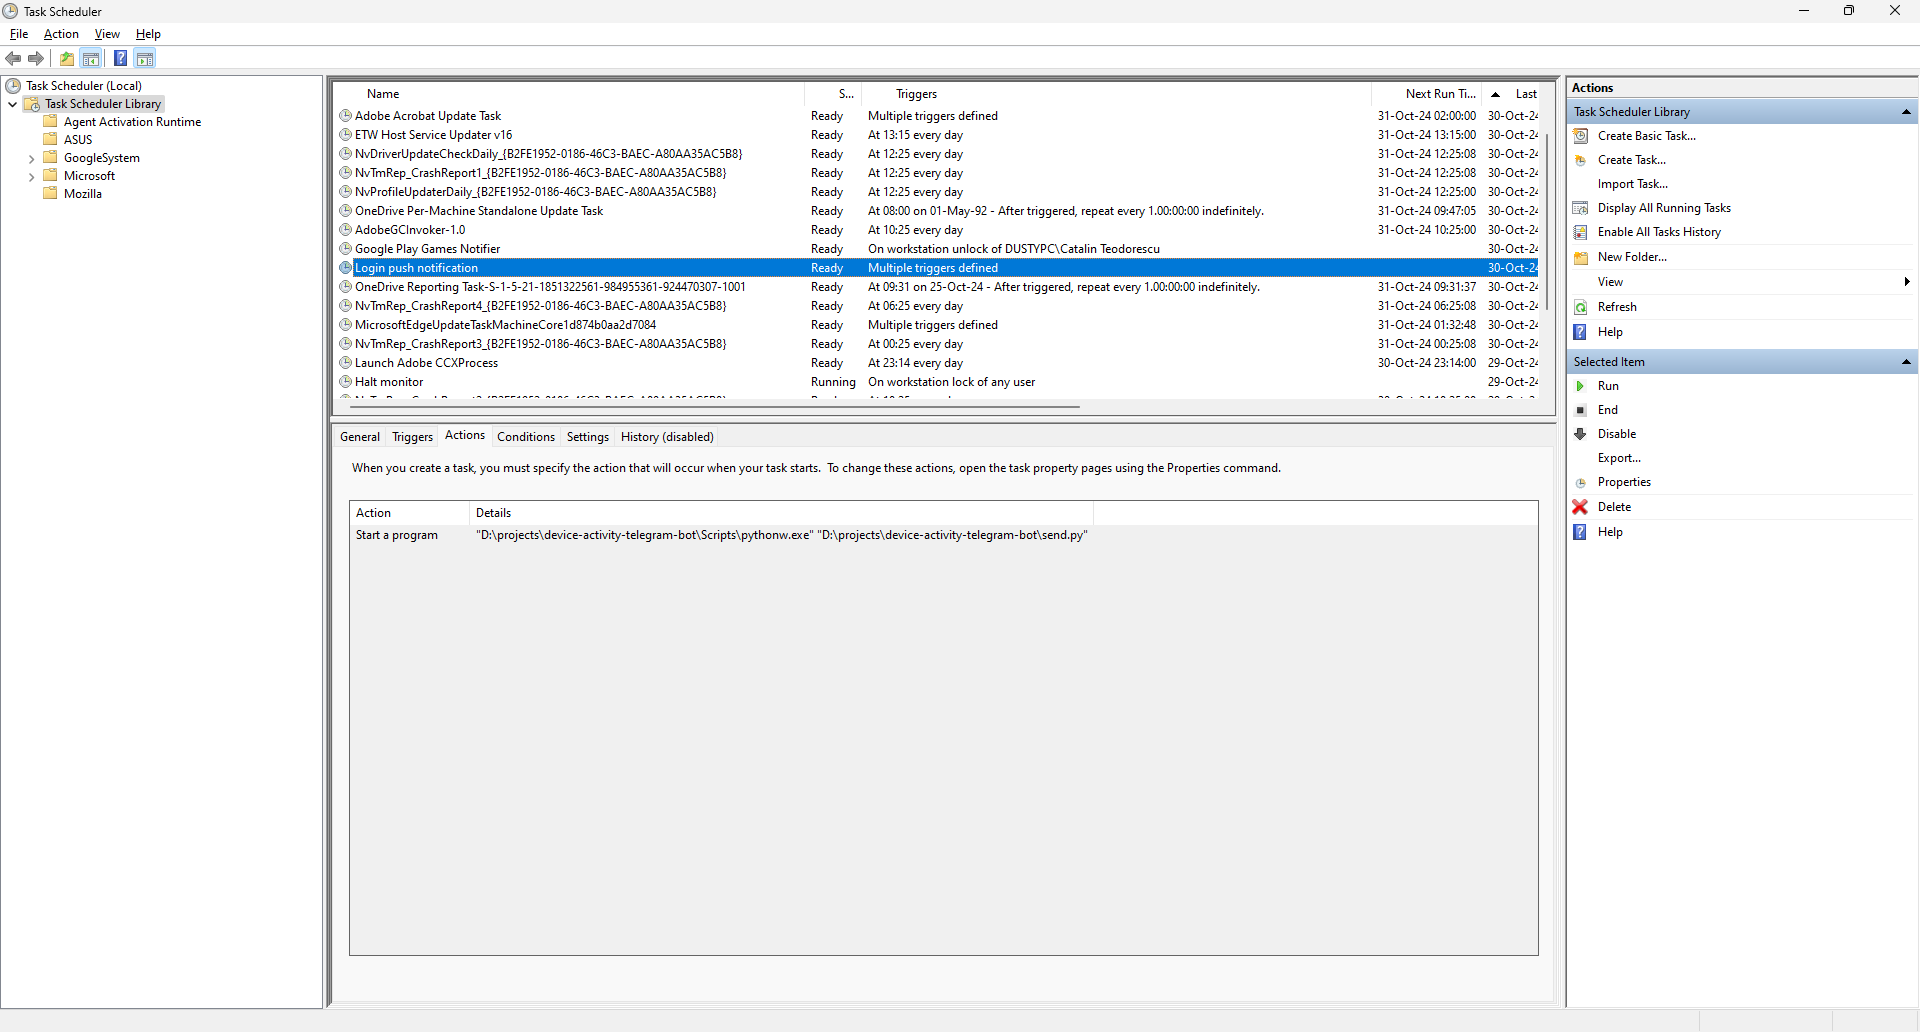 Task Scheduler
File Action View Help
Task Scheduler (Local)
Task Scheduler Library
Agent Activation Runtime
ASUS
GoogleSystem
Microsoft
Mozilla
Name S... Triggers Next Run Ti... Last
Adobe Acrobat Update Task Ready Multiple triggers defined 31-Oct-24 02:00:00 30-Oct-24
ETW Host Service Updater v16 Ready At 13:15 every day 31-Oct-24 13:15:00 30-Oct-24
NvDriverUpdateCheckDaily_{B2FE1952-0186-46C3-BAEC-A80AA35AC5B8} Ready At 12:25 every day 31-Oct-24 12:25:08 30-Oct-24
NvTmRep_CrashReport1_{B2FE1952-0186-46C3-BAEC-A80AA35AC5B8} Ready At 12:25 every day 31-Oct-24 12:25:08 30-Oct-24
NvProfileUpdaterDaily_{B2FE1952-0186-46C3-BAEC-A80AA35AC5B8} Ready At 12:25 every day 31-Oct-24 12:25:00 30-Oct-24
OneDrive Per-Machine Standalone Update Task Ready At 08:00 on 01-May-92 - After triggered, repeat every 1.00:00:00 indefinitely. 31-Oct-24 09:47:05 30-Oct-24
AdobeGCInvoker-1.0 Ready At 10:25 every day 31-Oct-24 10:25:00 30-Oct-24
Google Play Games Notifier Ready On workstation unlock of DUSTYPC\Catalin Teodorescu 30-Oct-24
Login push notification Ready Multiple triggers defined 30-Oct-24
OneDrive Reporting Task-S-1-5-21-1851322561-984955361-924470307-1001 Ready At 09:31 on 25-Oct-24 - After triggered, repeat every 1.00:00:00 indefinitely. 31-Oct-24 09:31:37 30-Oct-24
NvTmRep_CrashReport4_{B2FE1952-0186-46C3-BAEC-A80AA35AC5B8} Ready At 06:25 every day 31-Oct-24 06:25:08 30-Oct-24
MicrosoftEdgeUpdateTaskMachineCore1d874b0aa2d7084 Ready Multiple triggers defined 31-Oct-24 01:32:48 30-Oct-24
NvTmRep_CrashReport3_{B2FE1952-0186-46C3-BAEC-A80AA35AC5B8} Ready At 00:25 every day 31-Oct-24 00:25:08 30-Oct-24
Launch Adobe CCXProcess Ready At 23:14 every day 30-Oct-24 23:14:00 29-Oct-24
Halt monitor Running On workstation lock of any user 29-Oct-24
General Triggers Actions Conditions Settings History (disabled)
When you create a task, you must specify the action that will occur when your task starts. To change these actions, open the task property pages using the Properties command.
Action Details
Start a program "D:\projects\device-activity-telegram-bot\Scripts\pythonw.exe" "D:\projects\device-activity-telegram-bot\send.py"
Actions
Task Scheduler Library
Create Basic Task...
Create Task...
Import Task...
Display All Running Tasks
Enable All Tasks History
New Folder...
View
Refresh
Help
Selected Item
Run
End
Disable
Export...
Properties
Delete
Help